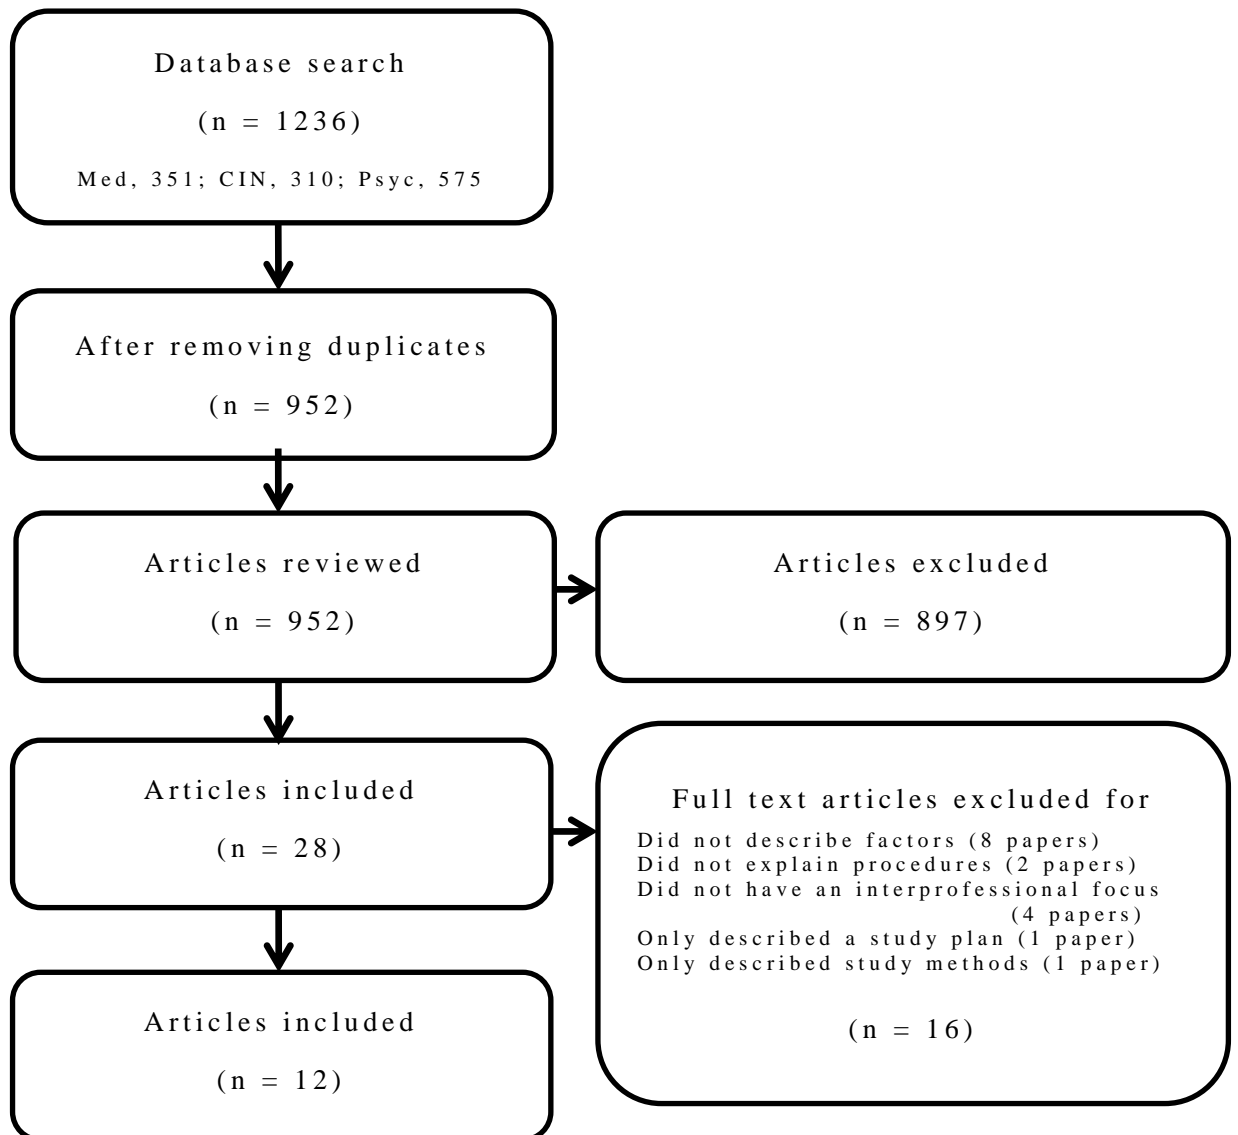 Database search
(n = 1236)
Med, 351; CIN, 310; Psyc, 575
After removing duplicates
(n = 952)
Articles reviewed
(n = 952)
Articles excluded
(n = 897)
Articles included
(n = 28)
Full text articles excluded for
Did not describe factors (8 papers)
Did not explain procedures (2 papers)
Did not have an interprofessional focus
(4 papers)
Only described a study plan (1 paper)
Only described study methods (1 paper)
(n = 16)
Articles included
(n = 12)